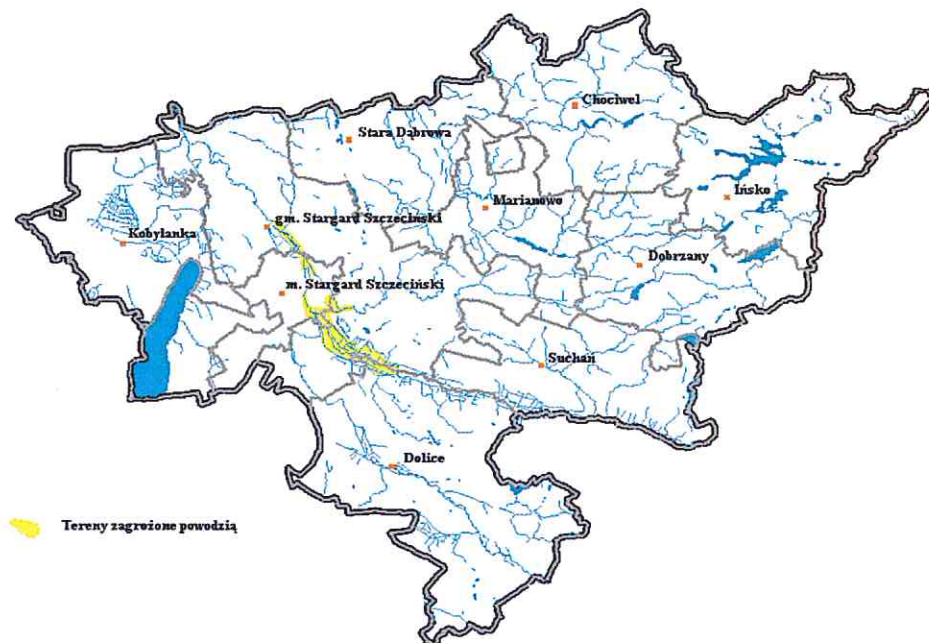 Chociwel
Stara Dąbrowa
Ińsko
Marianowo
gm. Stargard Szczeciński
Kobylanka
Dobrzany
m. Stargard Szczeciński
Suchań
Dolice
Tereny zagrożone powodzią